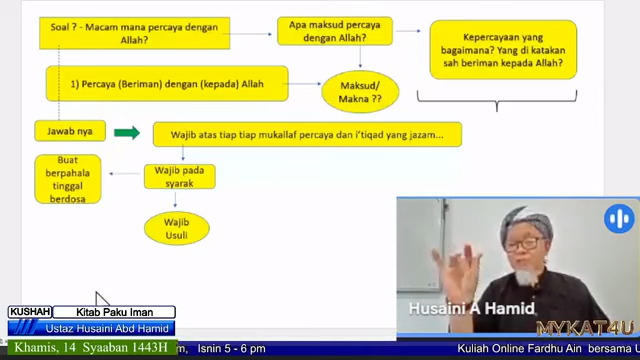 Soal ? - Macam mana percaya dengan
Allah?
Apa maksud percaya
dengan Allah?
Kepercayaan yang
bagaimana? Yang di katakan
sah beriman kepada Allah?
1) Percaya (Beriman) dengan (kepada) Allah
Maksud/
Makna ??
Jawab nya
Wajib atas tiap tiap mukallaf percaya dan i'tiqad yang jazam...
Buat
berpahala
tinggal
berdosa
Wajib pada
syarak
Wajib
Usuli
Husaini A Hamid
MYKAT4U
KUSHAH
Kitab Paku Iman
Ustaz Husaini Abd Hamid
Khamis, 14 Syaaban 1443H
Isnin 5 - 6 pm
Kuliah Online Fardhu Ain bersama